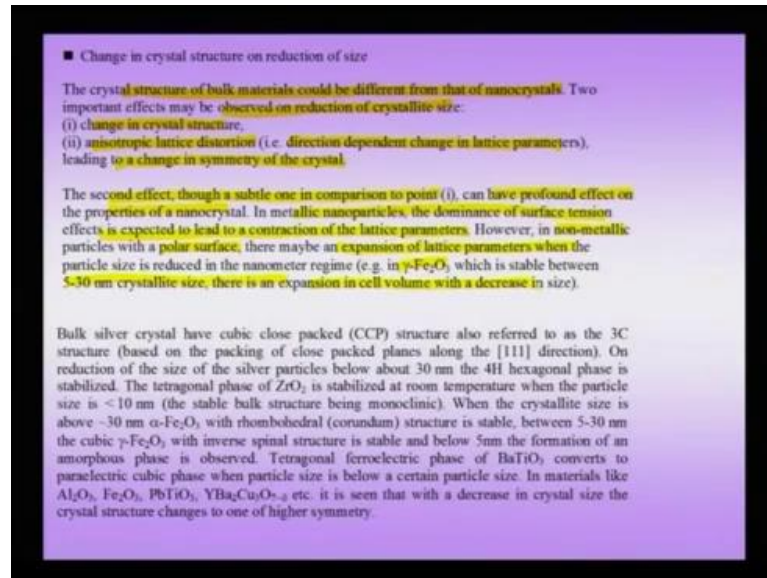 ■ Change in crystal structure on reduction of size
The crystal structure of bulk materials could be different from that of nanocrystals. Two
important effects may be observed on reduction of crystallite size:
(i) change in crystal structure,
(ii) anisotropic lattice distortion (i.e. direction dependent change in lattice parameters),
leading to a change in symmetry of the crystal.
The second effect, though a subtle one in comparison to point (i), can have profound effect on
the properties of a nanocrystal. In metallic nanoparticles, the dominance of surface tension
effects is expected to lead to a contraction of the lattice parameters. However, in non-metallic
particles with a polar surface, there maybe an expansion of lattice parameters when the
particle size is reduced in the nanometer regime (e.g. in γ-Fe₂O₃ which is stable between
5-30 nm crystallite size, there is an expansion in cell volume with a decrease in size).
Bulk silver crystal have cubic close packed (CCP) structure also referred to as the 3C
structure (based on the packing of close packed planes along the [111] direction). On
reduction of the size of the silver particles below about 30 nm the 4H hexagonal phase is
stabilized. The tetragonal phase of ZrO₂ is stabilized at room temperature when the particle
size is < 10 nm (the stable bulk structure being monoclinic). When the crystallite size is
above ~30 nm α-Fe₂O₃ with rhombohedral (corundum) structure is stable, between 5-30 nm
the cubic γ-Fe₂O₃ with inverse spinal structure is stable and below 5nm the formation of an
amorphous phase is observed. Tetragonal ferroelectric phase of BaTiO₃ converts to
paraelectric cubic phase when particle size is below a certain particle size. In materials like
Al₂O₃, Fe₂O₃, PbTiO₃, YBa₂Cu₃O₇₋δ etc. it is seen that with a decrease in crystal size the
crystal structure changes to one of higher symmetry.